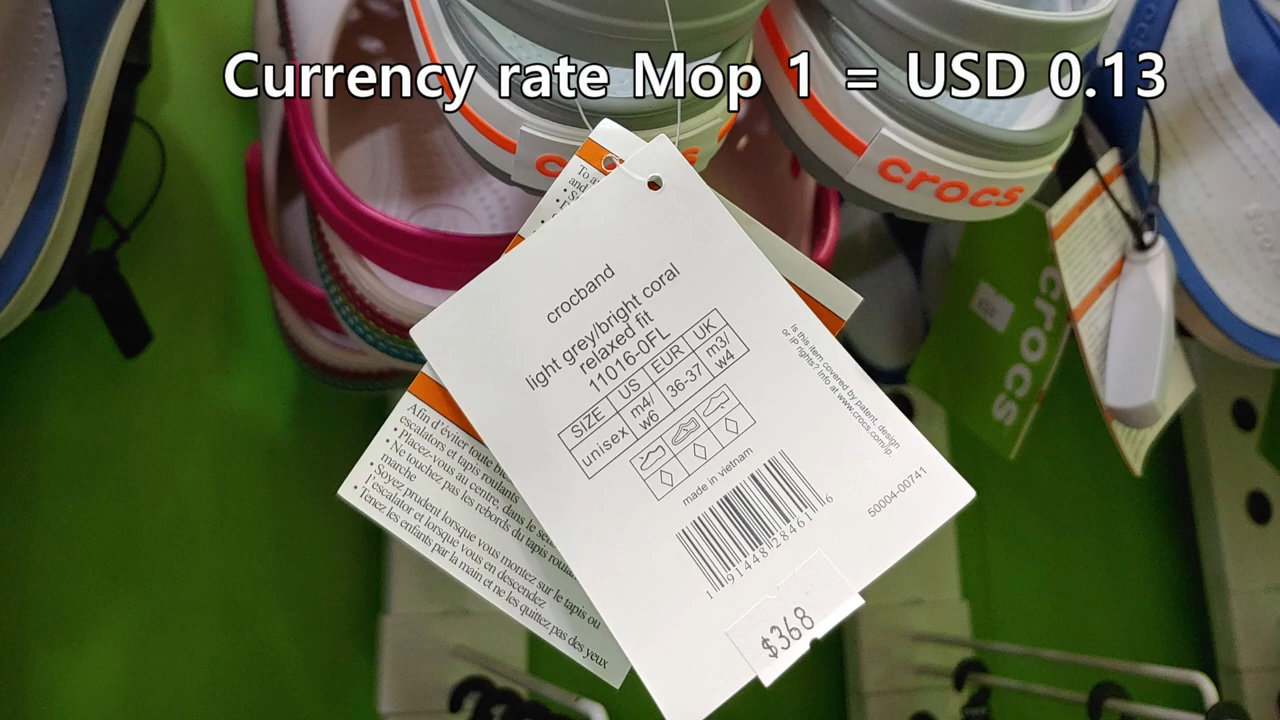 Currency rate Mop 1 = USD 0.13
crocs
crocs
crocs
To a
and
crocband
light grey/bright coral
relaxed fit
11016-0FL
SIZE US EUR UK
unisex m4/w6 36-37 m3/w4
made in vietnam
1 91448 28461 6
Is this item covered by patent, design
or IP rights? Info at www.crocs.com/ip.
50004-00741
$368
Afin d'éviter toute
escalators et tapis roulants
• Placez-vous au centre, dans le
• Ne touchez pas les rebords du tapis
marche
• Soyez prudent lorsque vous montez sur le tapis ou
l'escalator et lorsque vous en descendez
• Tenez les enfants par la main et ne les quittez pas des yeux